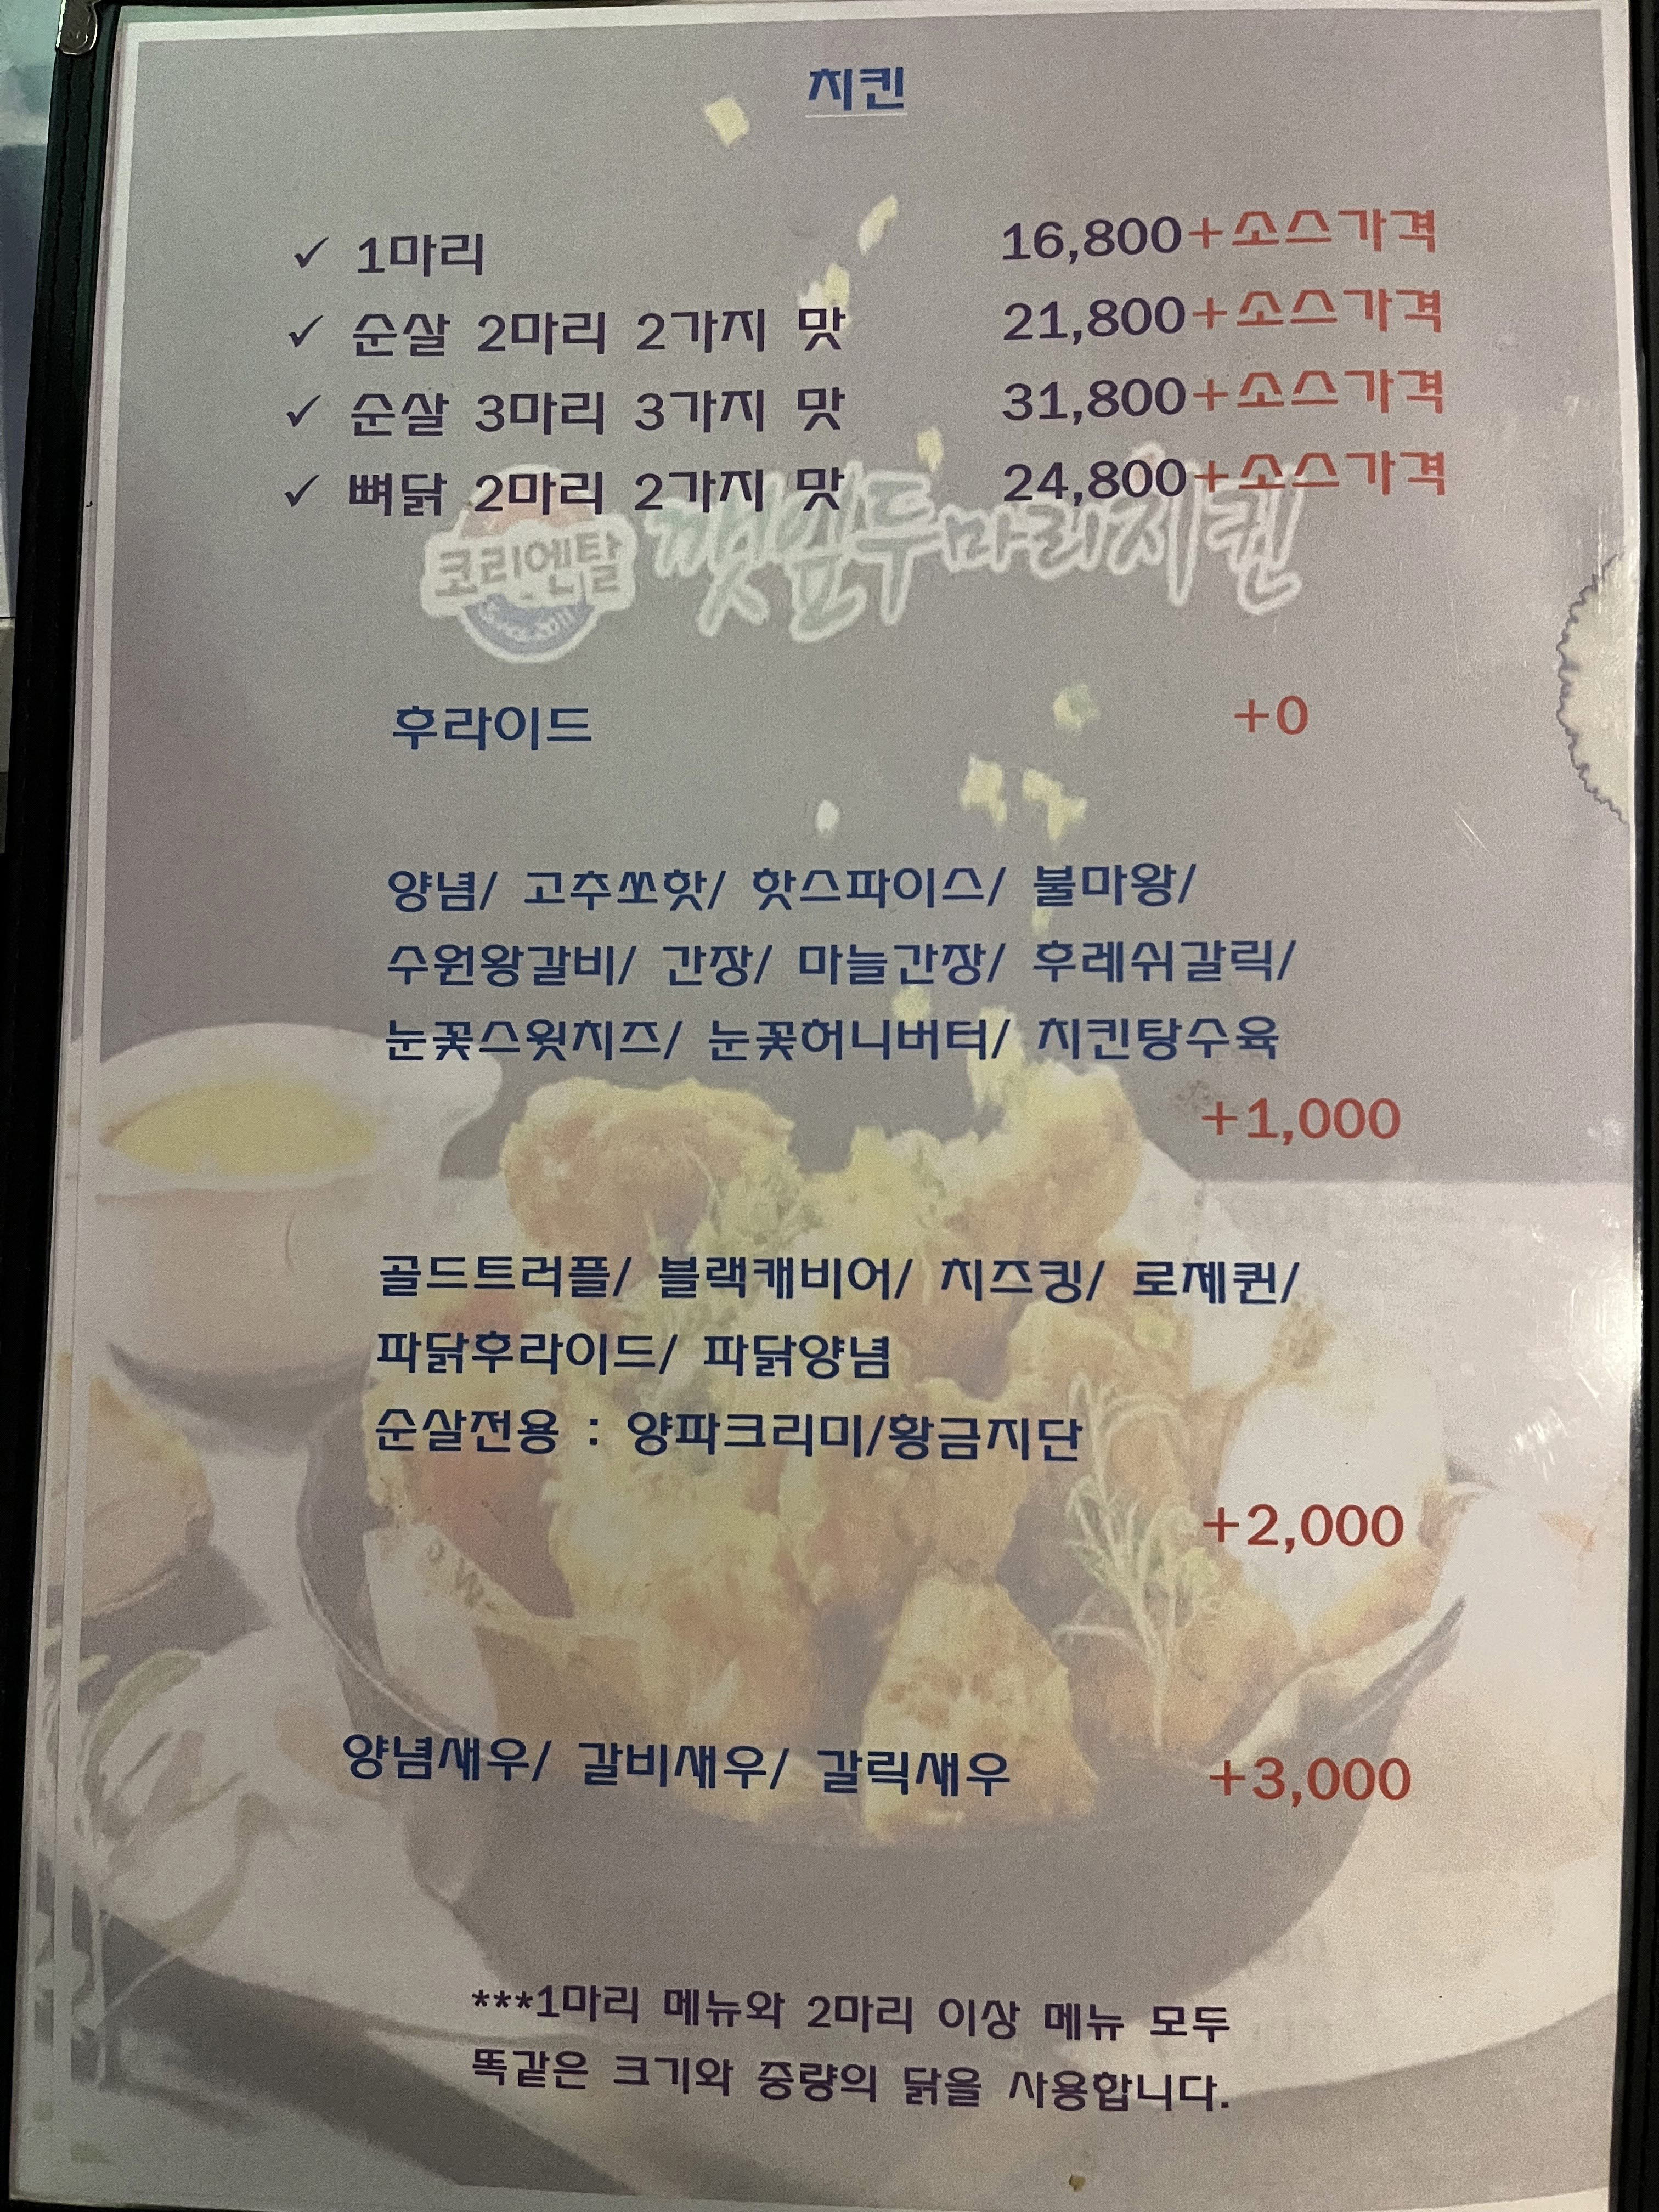 치킨
✓ 1마리 16,800+소스가격
✓ 순살 2마리 2가지 맛 21,800+소스가격
✓ 순살 3마리 3가지 맛 31,800+소스가격
✓ 뼈닭 2마리 2가지 맛 24,800+소스가격
코리엔탈 깻잎두마리치킨
후라이드 +0
양념/ 고추쏘핫/ 핫스파이스/ 불마왕/
수원왕갈비/ 간장/ 마늘간장/ 후레쉬갈릭/
눈꽃스윗치즈/ 눈꽃허니버터/ 치킨탕수육
+1,000
골드트러플/ 블랙캐비어/ 치즈킹/ 로제퀸/
파닭후라이드/ 파닭양념
순살전용 : 양파크리미/황금지단
+2,000
양념새우/ 갈비새우/ 갈릭새우 +3,000
***1마리 메뉴와 2마리 이상 메뉴 모두
똑같은 크기와 중량의 닭을 사용합니다.